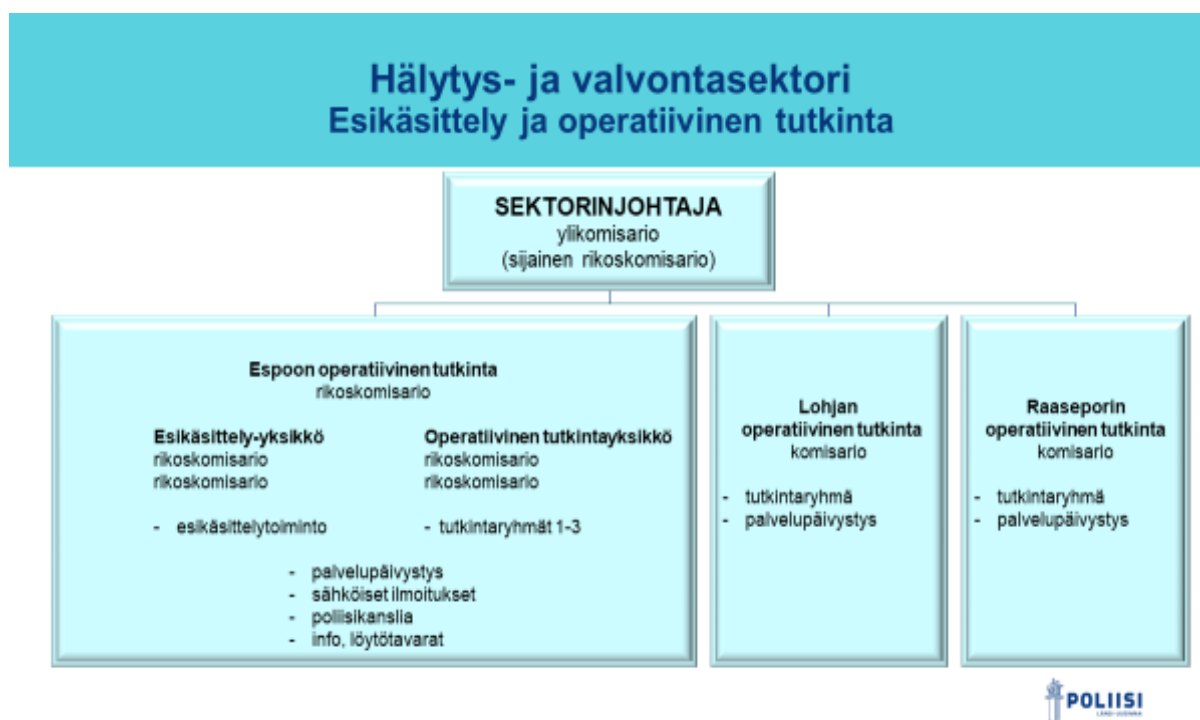 Hälytys- ja valvontasektori
Esikäsittely ja operatiivinen tutkinta
SEKTORINJOHTAJA
ylikomisario
(sijainen rikoskomisario)
Espoon operatiivinen tutkinta
rikoskomisario
Esikäsittely-yksikkö
rikoskomisario
rikoskomisario
- esikäsittelytoiminto
Operatiivinen tutkintayksikkö
rikoskomisario
rikoskomisario
- tutkintaryhmät 1-3
- palvelupäivystys
- sähköiset ilmoitukset
- poliisikanslia
- info, löytötavarat
Lohjan
operatiivinen tutkinta
komisario
- tutkintaryhmä
- palvelupäivystys
Raaseporin
operatiivinen tutkinta
komisario
- tutkintaryhmä
- palvelupäivystys
POLIISI
LÄNSI-UUSIMAA